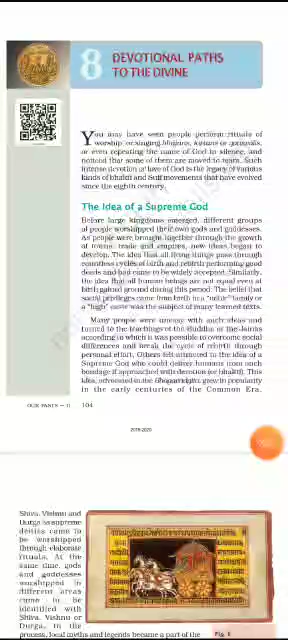 8
DEVOTIONAL PATHS
TO THE DIVINE
You may have seen people perform rituals of
worship, or singing bhajans, kirtans or qawwalis,
or even repeating the name of God in silence, and
noticed that some of them are moved to tears. Such
intense devotion or love of God is the legacy of various
kinds of bhakti and Sufi movements that have evolved
since the eighth century.
The Idea of a Supreme God
Before large kingdoms emerged, different groups
of people worshipped their own gods and goddesses.
As people were brought together through the growth
of towns, trade and empires, new ideas began to
develop. The idea that all living things pass through
countless cycles of birth and rebirth performing good
deeds and bad came to be widely accepted. Similarly,
the idea that all human beings are not equal even at
birth gained ground during this period. The belief that
social privileges came from birth in a "noble" family or
a "high" caste was the subject of many learned texts.
Many people were uneasy with such ideas and
turned to the teachings of the Buddha or the Jainas
according to which it was possible to overcome social
differences and break the cycle of rebirth through
personal effort. Others felt attracted to the idea of a
Supreme God who could deliver humans from such
bondage if approached with devotion (or bhakti). This
idea, advocated in the Bhagavadgita, grew in popularity
in the early centuries of the Common Era.
OUR PASTS – II 104
2019-2020
Shiva, Vishnu and
Durga as supreme
deities came to
be worshipped
through elaborate
rituals. At the
same time, gods
and goddesses
worshipped in
different areas
came to be
identified with
Shiva, Vishnu or
Durga. In the
process, local myths and legends became a part of the
Fig. 1